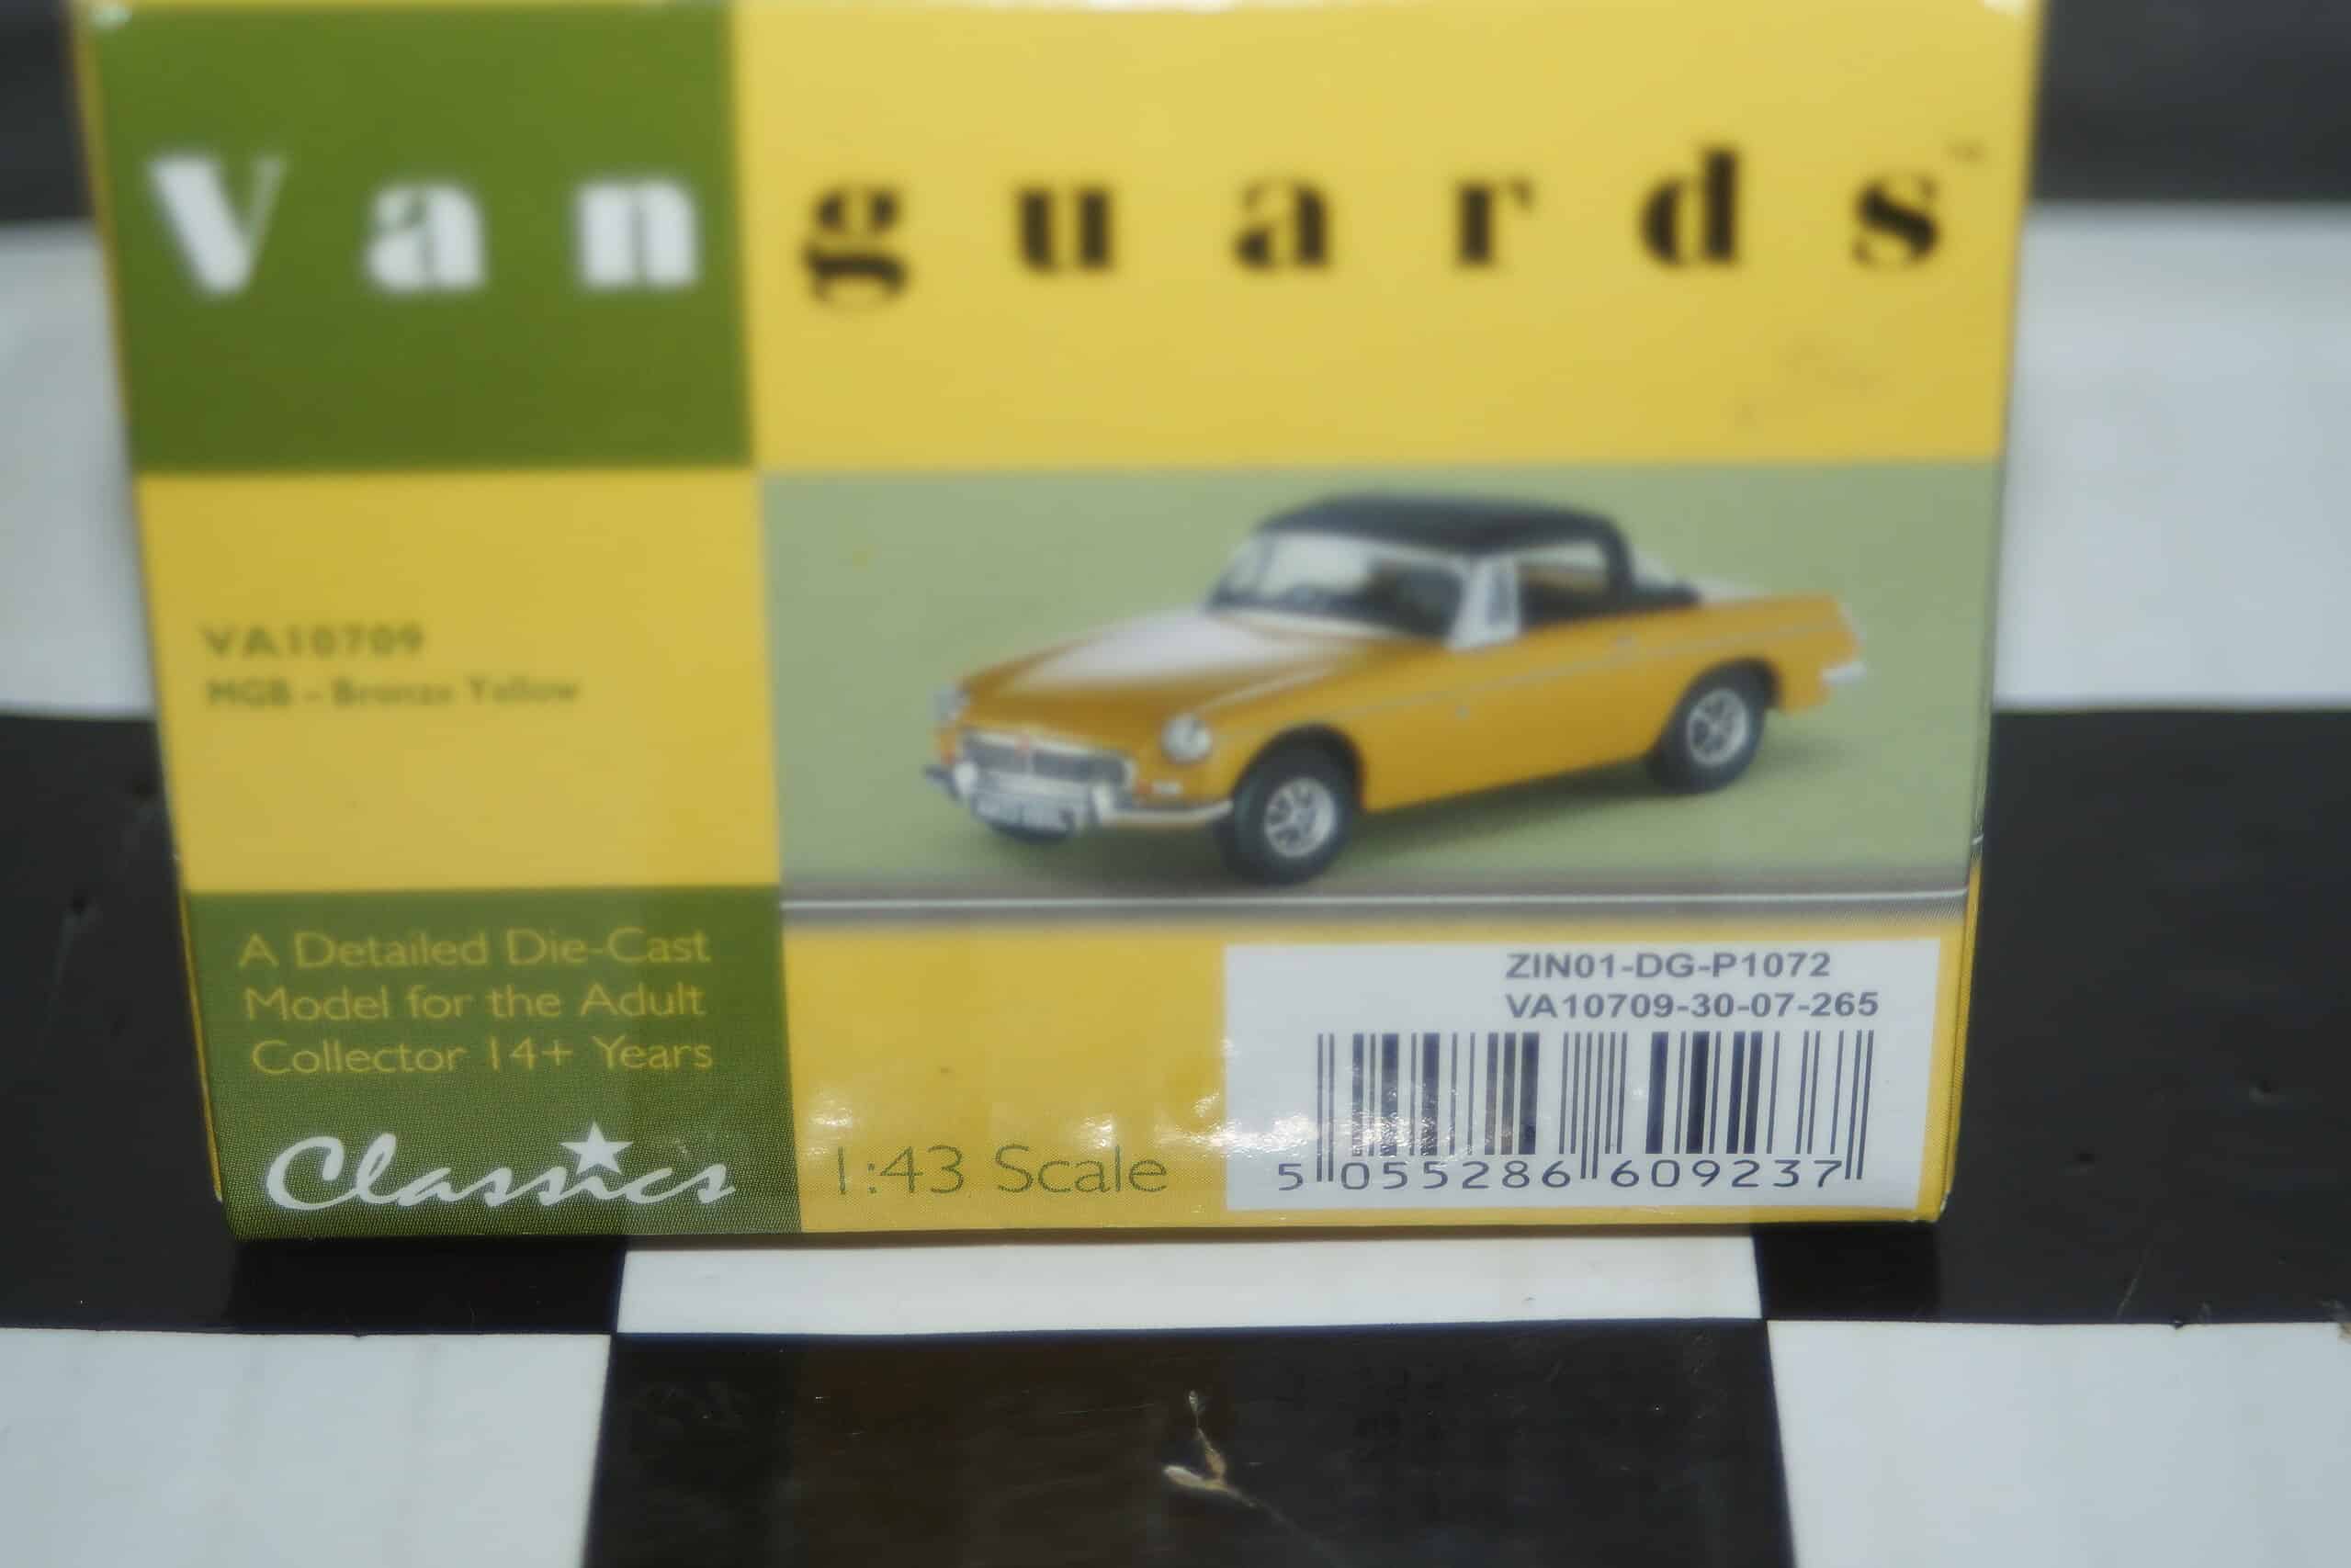 Vanguards™
VA10709
MGB - Bronze Yellow
A Detailed Die-Cast
Model for the Adult
Collector 14+ Years
Classics
1:43 Scale
ZIN01-DG-P1072
VA10709-30-07-265
5 055286 609237